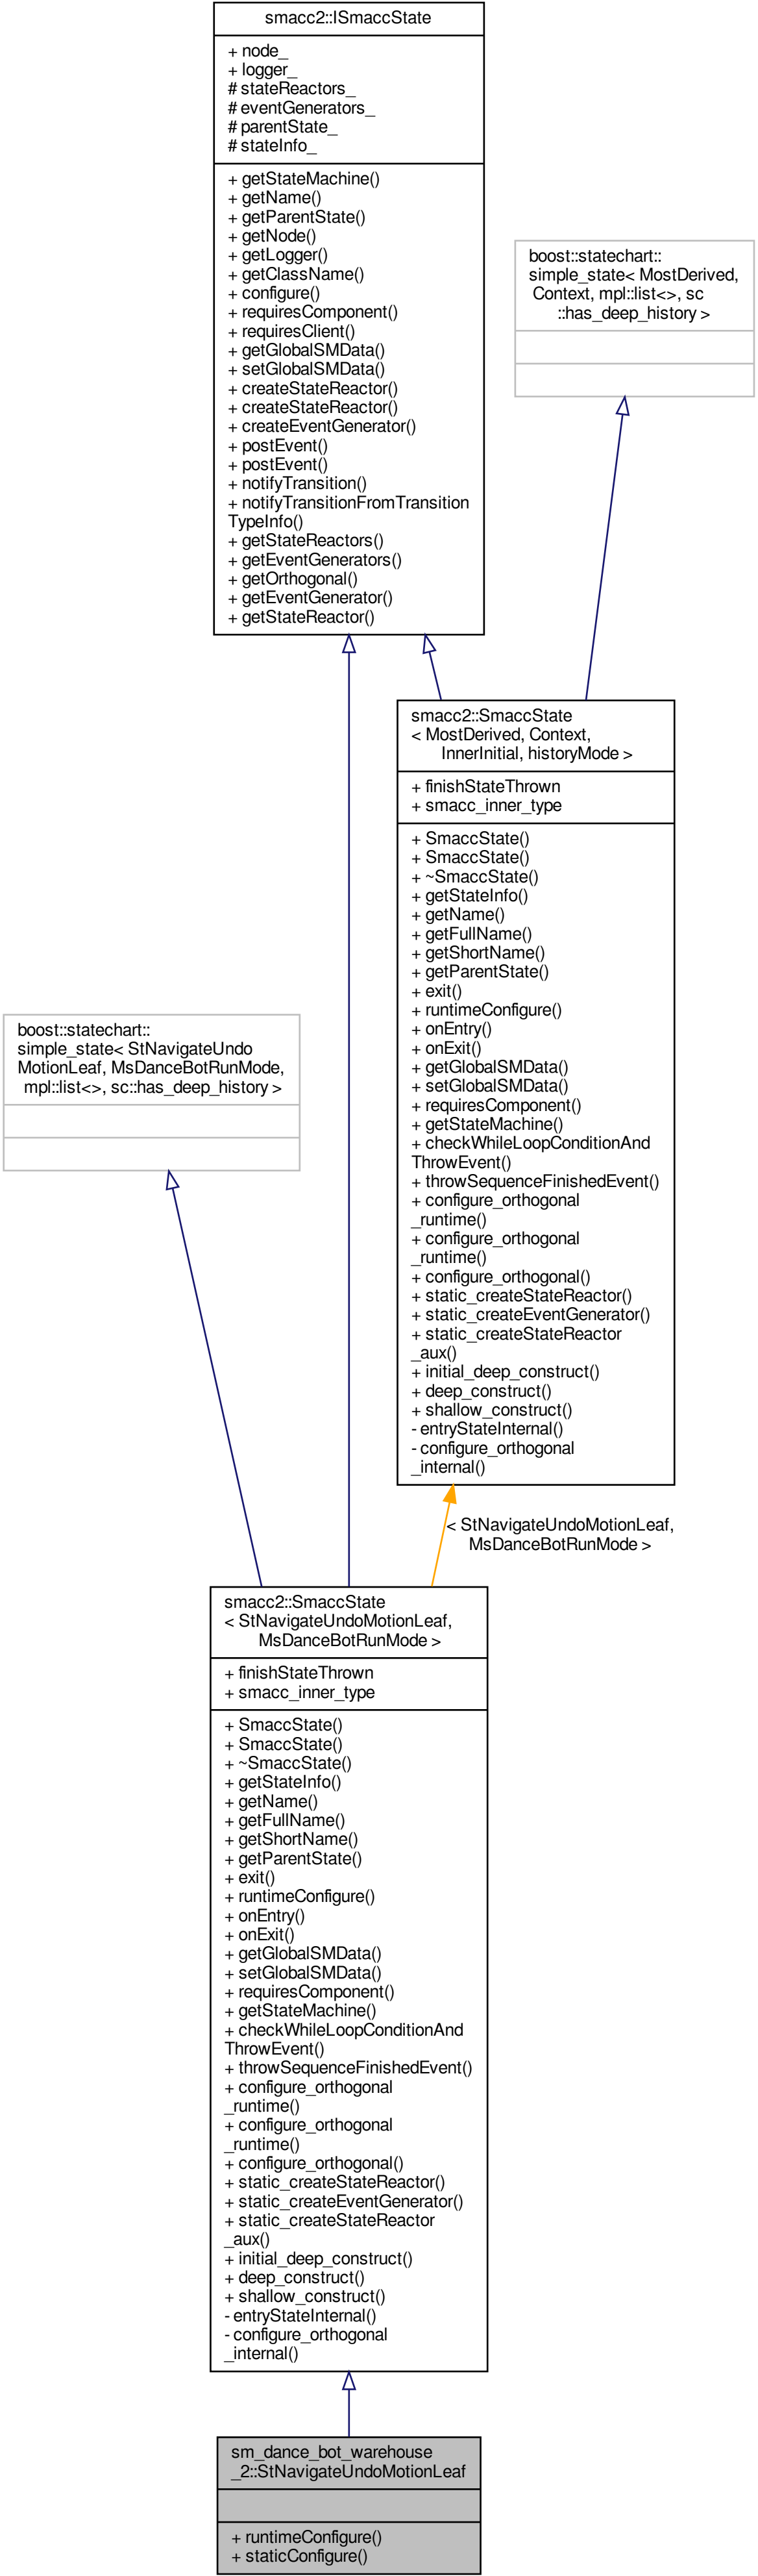 smacc2::ISmaccState
+ node_
+ logger_
# stateReactors_
# eventGenerators_
# parentState_
# stateInfo_
+ getStateMachine()
+ getName()
+ getParentState()
+ getNode()
+ getLogger()
+ getClassName()
+ configure()
+ requiresComponent()
+ requiresClient()
+ getGlobalSMData()
+ setGlobalSMData()
+ createStateReactor()
+ createStateReactor()
+ createEventGenerator()
+ postEvent()
+ postEvent()
+ notifyTransition()
+ notifyTransitionFromTransition
TypeInfo()
+ getStateReactors()
+ getEventGenerators()
+ getOrthogonal()
+ getEventGenerator()
+ getStateReactor()
boost::statechart::
simple_state< MostDerived,
Context, mpl::list<>, sc
::has_deep_history >
smacc2::SmaccState
< MostDerived, Context,
InnerInitial, historyMode >
+ finishStateThrown
+ smacc_inner_type
+ SmaccState()
+ SmaccState()
+ ~SmaccState()
+ getStateInfo()
+ getName()
+ getFullName()
+ getShortName()
+ getParentState()
+ exit()
+ runtimeConfigure()
+ onEntry()
+ onExit()
+ getGlobalSMData()
+ setGlobalSMData()
+ requiresComponent()
+ getStateMachine()
+ checkWhileLoopConditionAnd
ThrowEvent()
+ throwSequenceFinishedEvent()
+ configure_orthogonal
_runtime()
+ configure_orthogonal
_runtime()
+ configure_orthogonal()
+ static_createStateReactor()
+ static_createEventGenerator()
+ static_createStateReactor
_aux()
+ initial_deep_construct()
+ deep_construct()
+ shallow_construct()
- entryStateInternal()
- configure_orthogonal
_internal()
boost::statechart::
simple_state< StNavigateUndo
MotionLeaf, MsDanceBotRunMode,
mpl::list<>, sc::has_deep_history >
< StNavigateUndoMotionLeaf,
MsDanceBotRunMode >
smacc2::SmaccState
< StNavigateUndoMotionLeaf,
MsDanceBotRunMode >
+ finishStateThrown
+ smacc_inner_type
+ SmaccState()
+ SmaccState()
+ ~SmaccState()
+ getStateInfo()
+ getName()
+ getFullName()
+ getShortName()
+ getParentState()
+ exit()
+ runtimeConfigure()
+ onEntry()
+ onExit()
+ getGlobalSMData()
+ setGlobalSMData()
+ requiresComponent()
+ getStateMachine()
+ checkWhileLoopConditionAnd
ThrowEvent()
+ throwSequenceFinishedEvent()
+ configure_orthogonal
_runtime()
+ configure_orthogonal
_runtime()
+ configure_orthogonal()
+ static_createStateReactor()
+ static_createEventGenerator()
+ static_createStateReactor
_aux()
+ initial_deep_construct()
+ deep_construct()
+ shallow_construct()
- entryStateInternal()
- configure_orthogonal
_internal()
sm_dance_bot_warehouse
_2::StNavigateUndoMotionLeaf
+ runtimeConfigure()
+ staticConfigure()